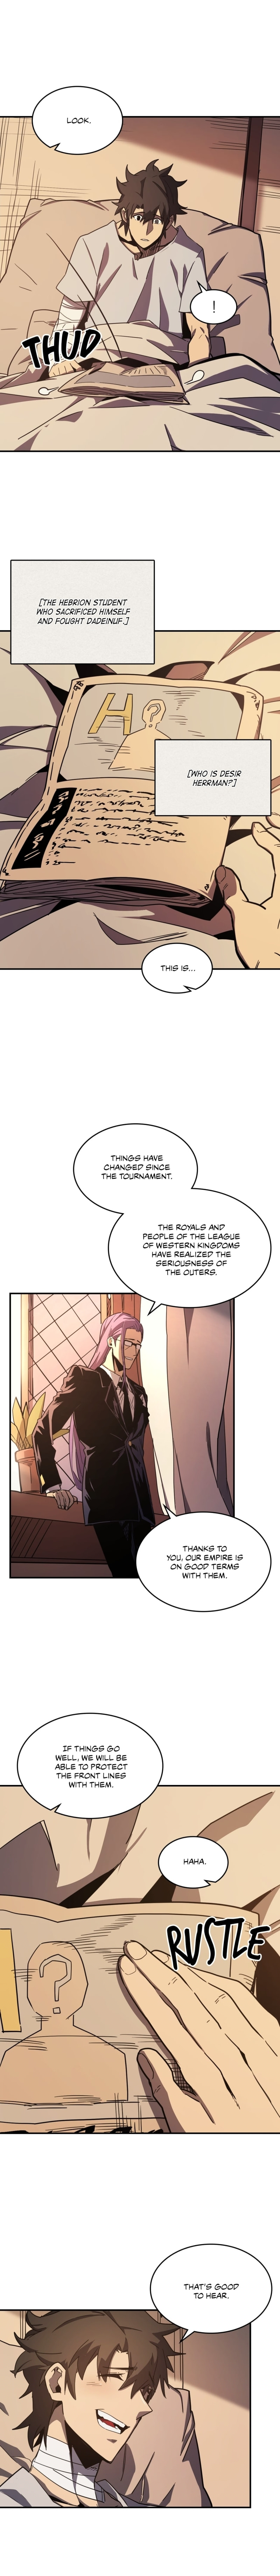 LOOK.
!
THUD
[THE HEBRION STUDENT
WHO SACRIFICED HIMSELF
AND FOUGHT DADEINUF.]
H ?
[WHO IS DESIR
HERRMAN?]
THIS IS...
THINGS HAVE
CHANGED SINCE
THE TOURNAMENT.
THE ROYALS AND
PEOPLE OF THE LEAGUE
OF WESTERN KINGDOMS
HAVE REALIZED THE
SERIOUSNESS OF
THE OUTERS.
THANKS TO
YOU, OUR EMPIRE IS
ON GOOD TERMS
WITH THEM.
IF THINGS GO
WELL, WE WILL BE
ABLE TO PROTECT
THE FRONT LINES
WITH THEM.
HAHA.
RUSTLE
?
THAT'S GOOD
TO HEAR.